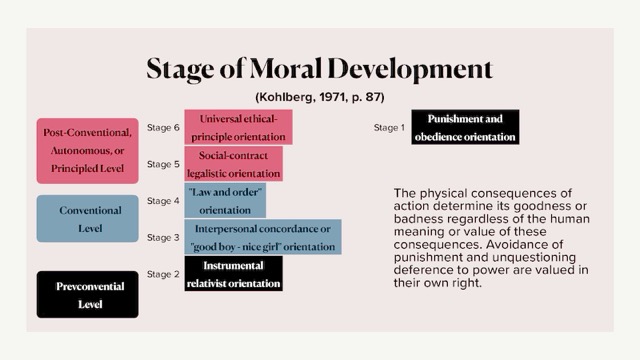 Stage of Moral Development
(Kohlberg, 1971, p. 87)
Post-Conventional,
Autonomous, or
Principled Level
Stage 6
Universal ethical-
principle orientation
Stage 5
Social-contract
legalistic orientation
Conventional
Level
Stage 4
"Law and order"
orientation
Stage 3
Interpersonal concordance or
"good boy - nice girl" orientation
Prevconvential
Level
Stage 2
Instrumental
relativist orientation
Stage 1
Punishment and
obedience orientation
The physical consequences of
action determine its goodness or
badness regardless of the human
meaning or value of these
consequences. Avoidance of
punishment and unquestioning
deference to power are valued in
their own right.